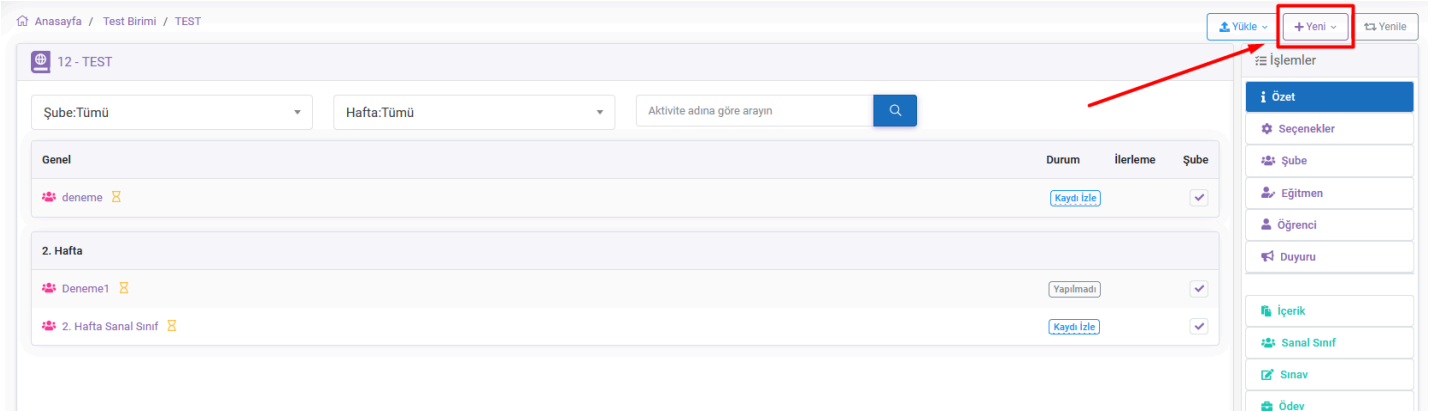 Anasayfa / Test Birimi / TEST
Yükle
Yeni
Yenile
12 - TEST
İşlemler
Şube:Tümü
Hafta:Tümü
Aktivite adına göre arayın
Özet
Seçenekler
Şube
Eğitmen
Öğrenci
Duyuru
İçerik
Sanal Sınıf
Sınav
Ödev
Genel Durum İlerleme Şube
deneme Kaydı İzle
2. Hafta
Deneme1 Yapılmadı
2. Hafta Sanal Sınıf Kaydı İzle